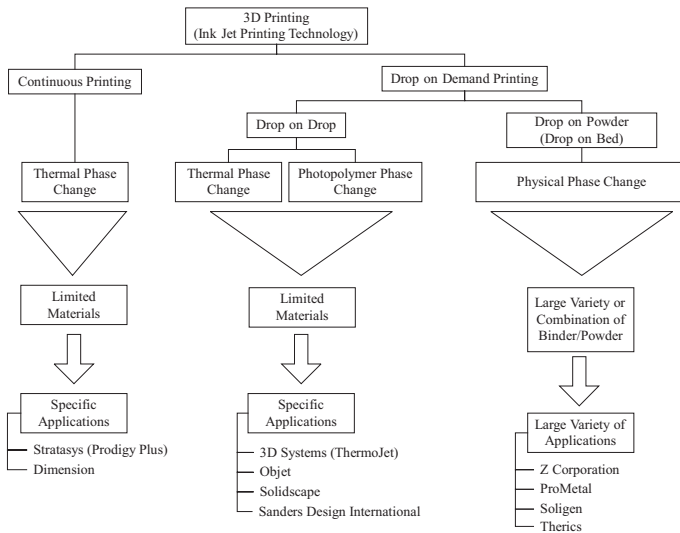 3D Printing
(Ink Jet Printing Technology)
Continuous Printing
Drop on Demand Printing
Drop on Drop
Drop on Powder
(Drop on Bed)
Thermal Phase
Change
Thermal Phase
Change
Photopolymer Phase
Change
Physical Phase Change
Limited
Materials
Limited
Materials
Large Variety or
Combination of
Binder/Powder
Specific
Applications
Stratasys (Prodigy Plus)
Dimension
Specific
Applications
3D Systems (ThermoJet)
Objet
Solidscape
Sanders Design International
Large Variety of
Applications
Z Corporation
ProMetal
Soligen
Therics